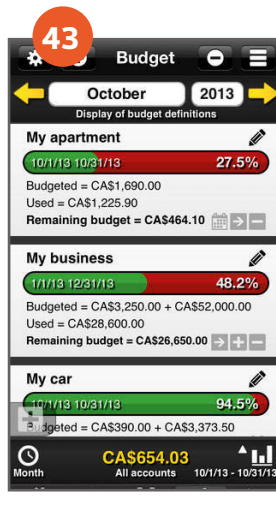 43
Budget
October 2013
Display of budget definitions
My apartment
10/1/13 10/31/13 27.5%
Budgeted = CA$1,690.00
Used = CA$1,225.90
Remaining budget = CA$464.10
My business
1/1/13 12/31/13 48.2%
Budgeted = CA$3,250.00 + CA$52,000.00
Used = CA$28,600.00
Remaining budget = CA$26,650.00
My car
10/1/13 10/31/13 94.5%
Budgeted = CA$390.00 + CA$3,373.50
CA$654.03
Month All accounts 10/1/13 - 10/31/13